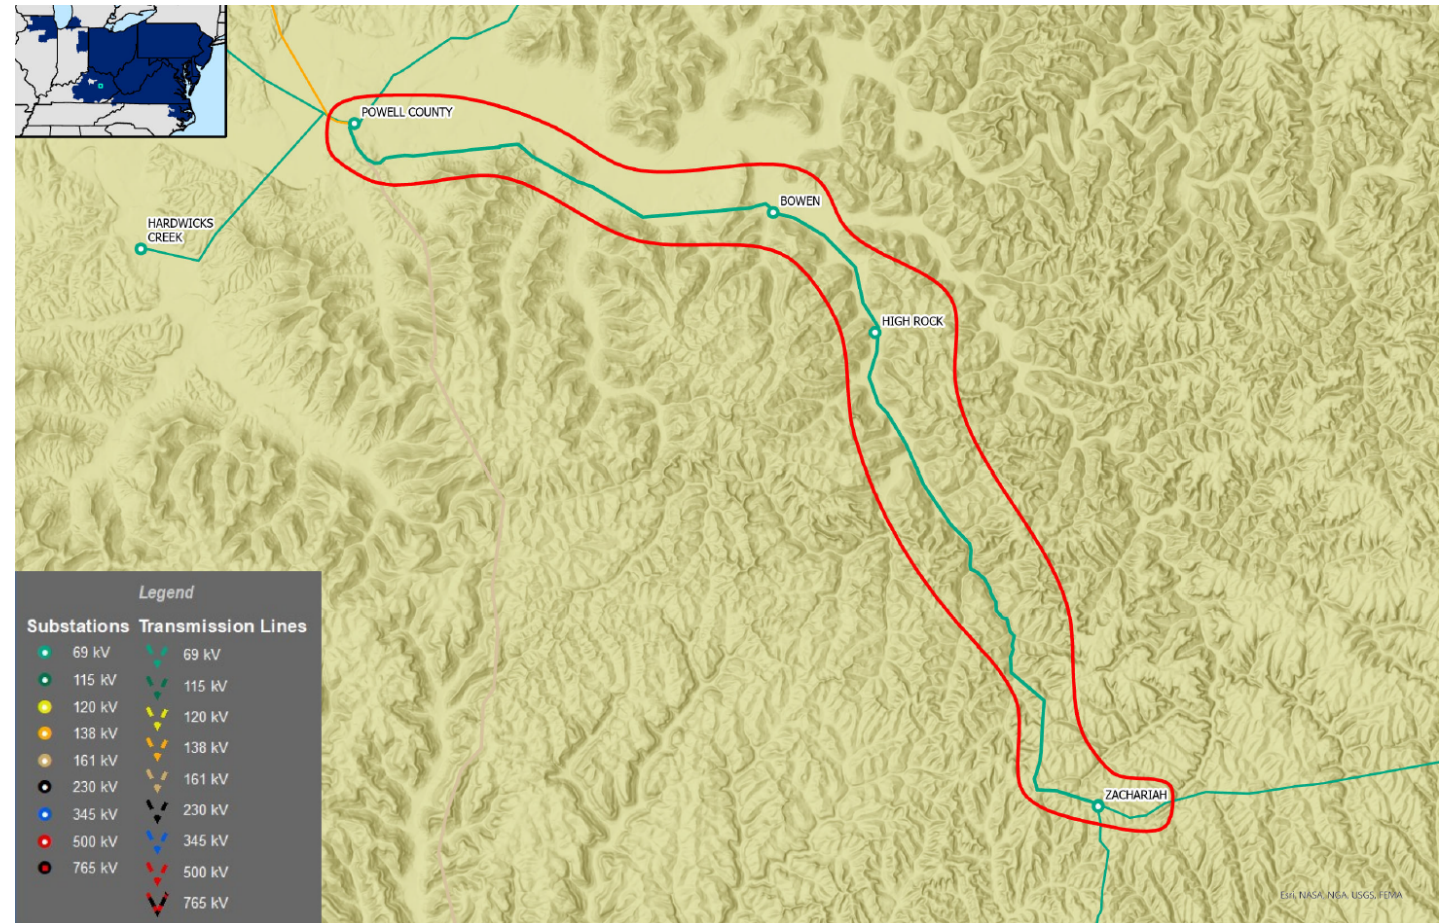 POWELL COUNTY
HARDWICKS
CREEK
BOWEN
HIGH ROCK
ZACHARIAH
Legend
Substations Transmission Lines
69 kV 69 kV
115 kV 115 kV
120 kV 120 kV
138 kV 138 kV
161 kV 161 kV
230 kV 230 kV
345 kV 345 kV
500 kV 500 kV
765 kV 765 kV
Esri, NASA, NGA, USGS, FEMA